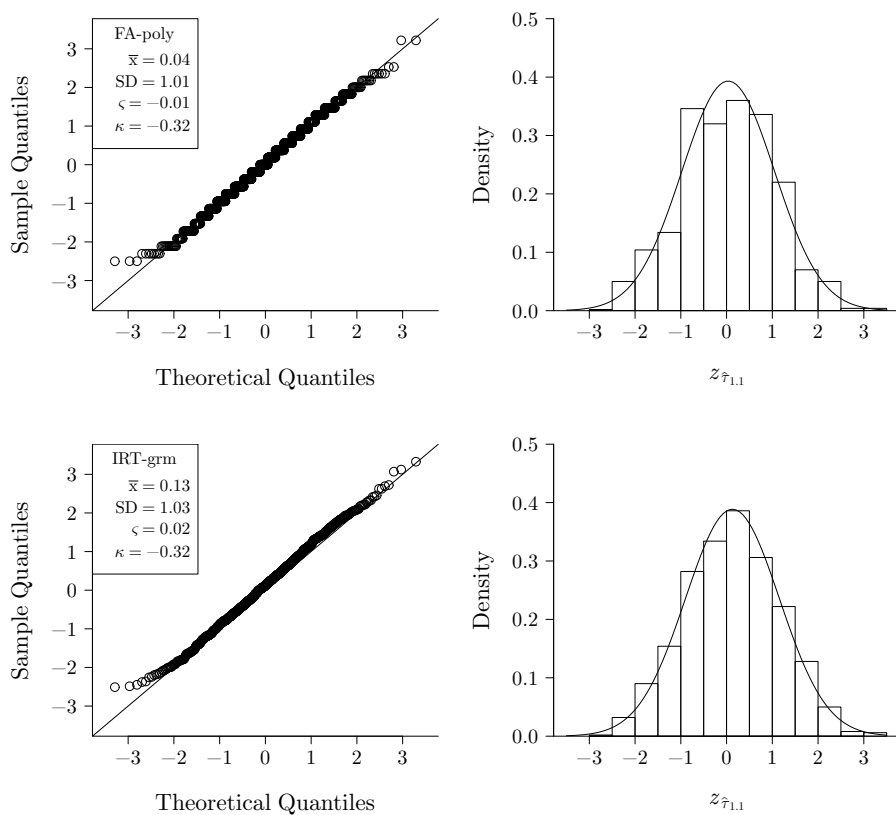 FA-poly
x̅ = 0.04
SD = 1.01
ς = −0.01
κ = −0.32
3
2
1
0
−1
−2
−3
Sample Quantiles
−3 −2 −1 0 1 2 3
Theoretical Quantiles
0.5
0.4
0.3
0.2
0.1
0.0
Density
−3 −2 −1 0 1 2 3
z_τ̂1.1
IRT-grm
x̅ = 0.13
SD = 1.03
ς = 0.02
κ = −0.32
3
2
1
0
−1
−2
−3
Sample Quantiles
−3 −2 −1 0 1 2 3
Theoretical Quantiles
0.5
0.4
0.3
0.2
0.1
0.0
Density
−3 −2 −1 0 1 2 3
z_τ̂1.1